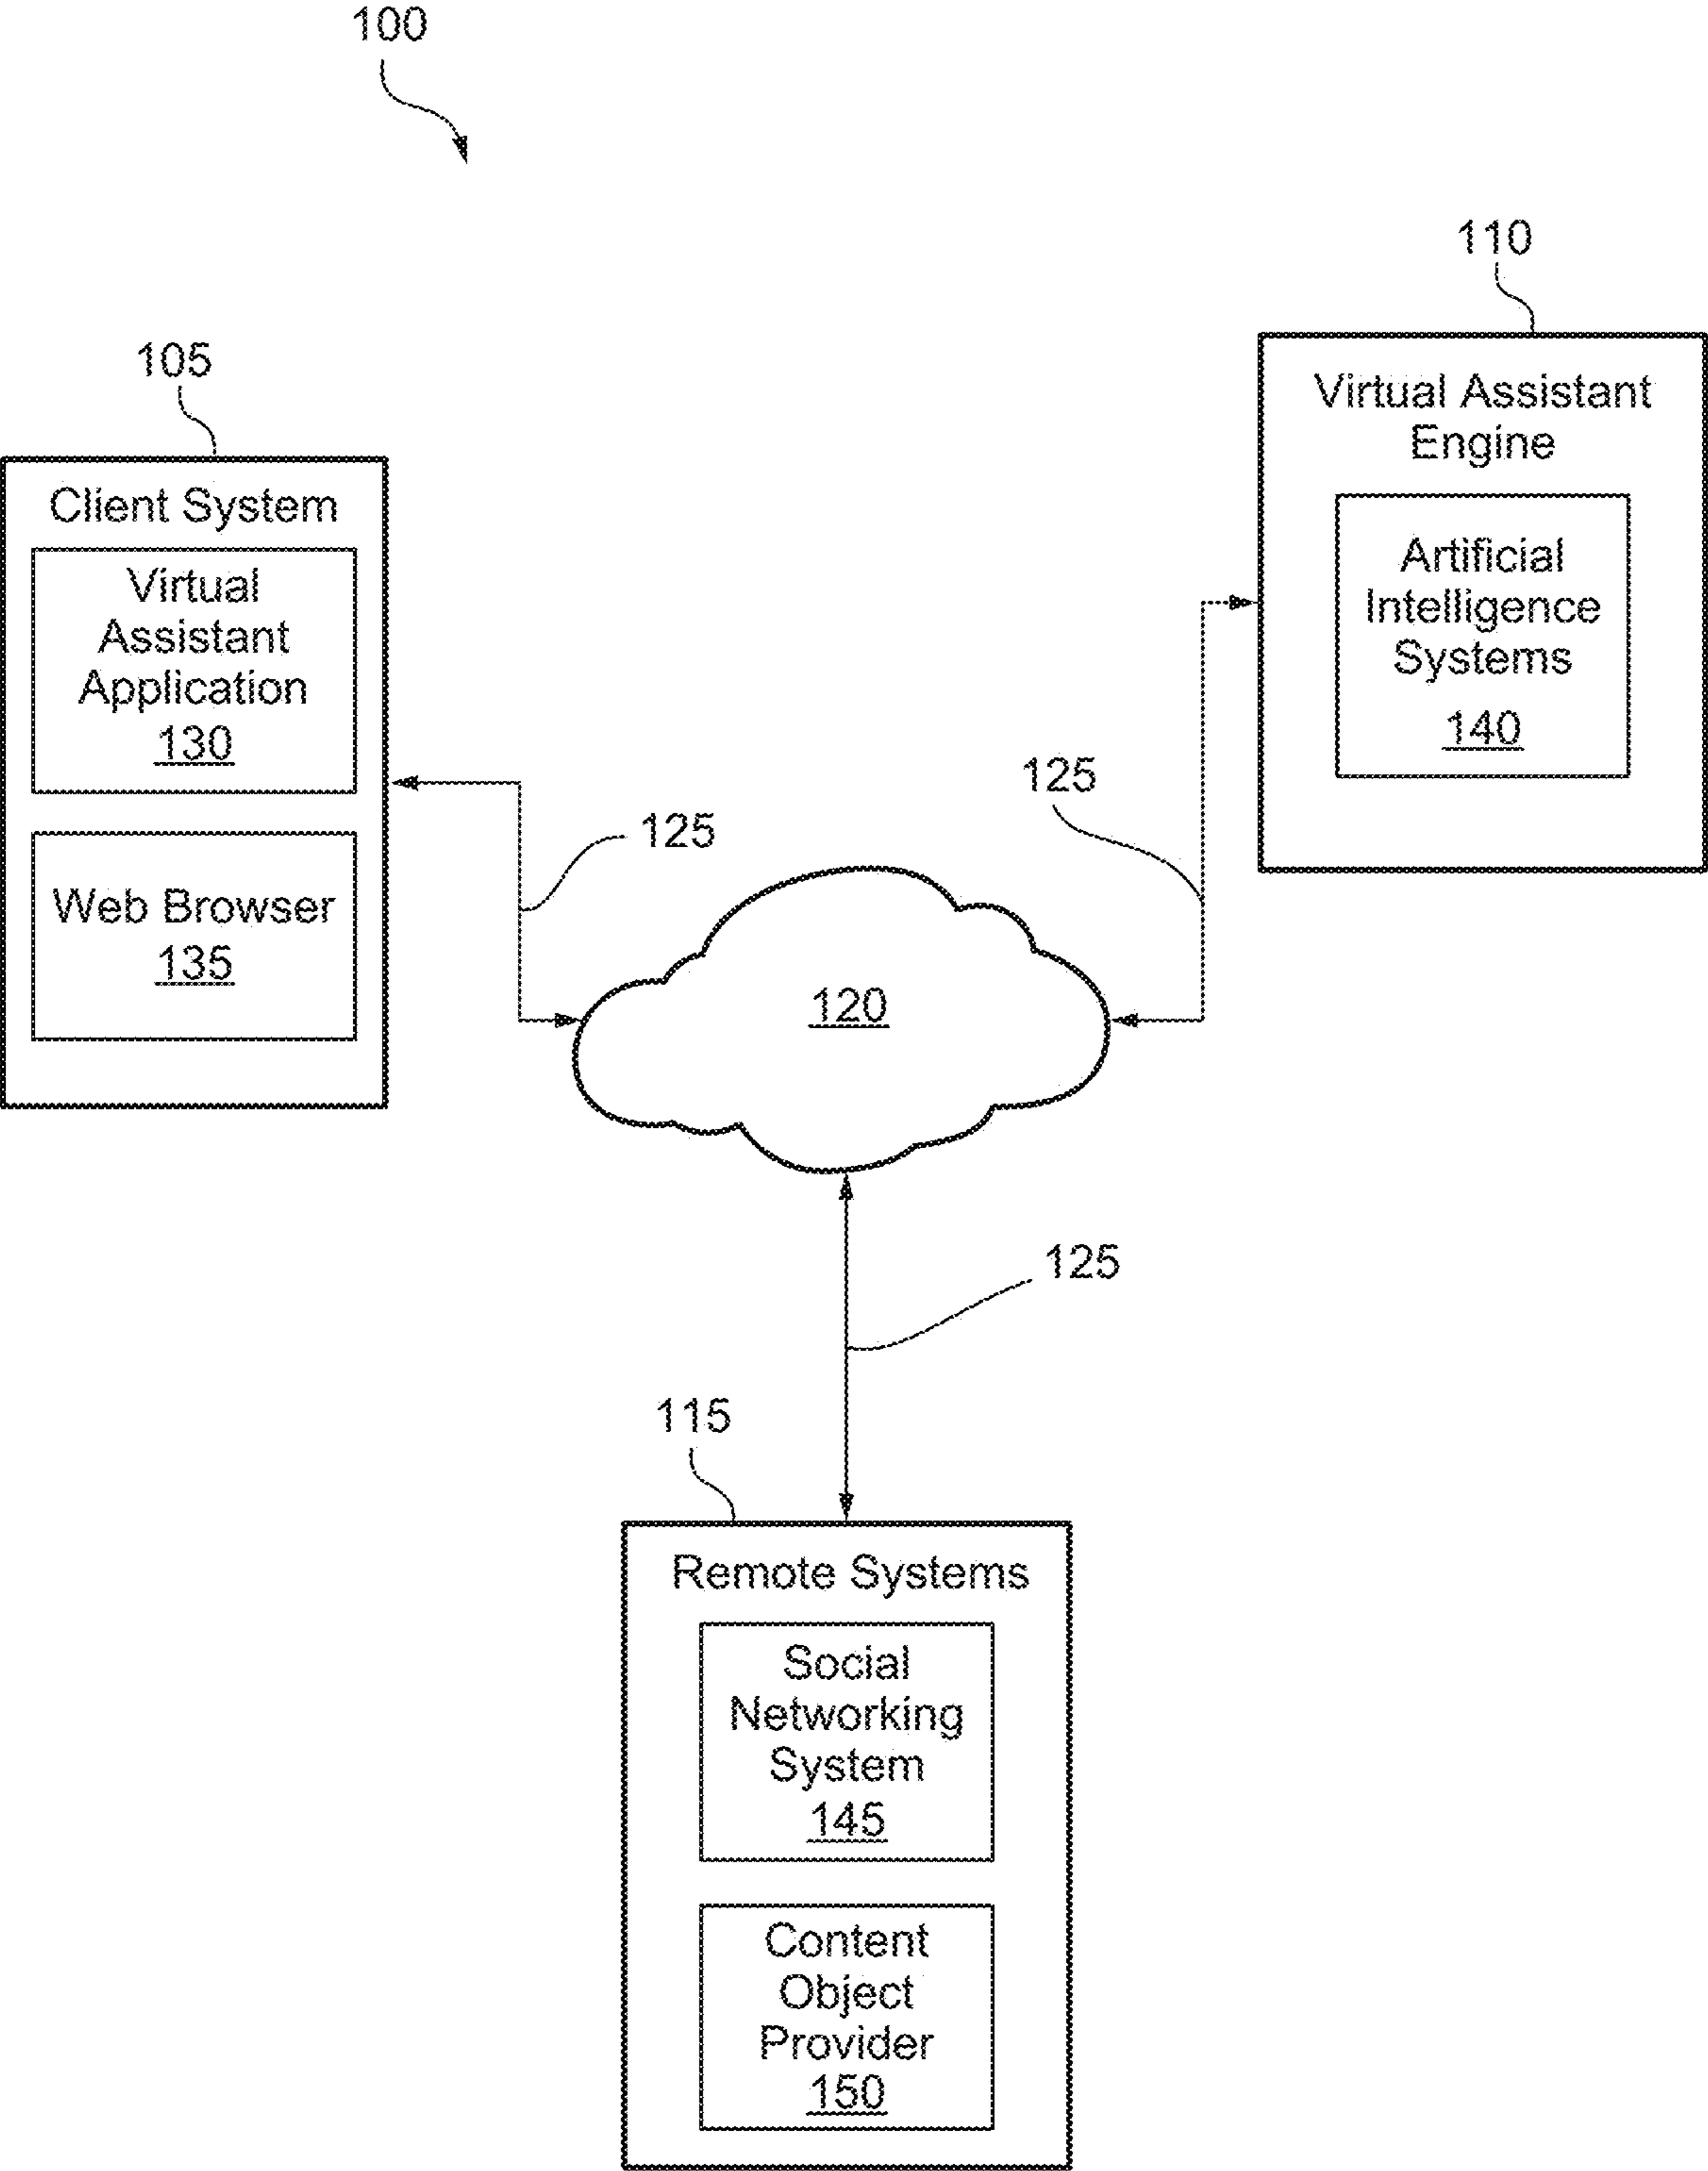 100
110
Virtual Assistant
Engine
Artificial
Intelligence
Systems
140
105
Client System
Virtual
Assistant
Application
130
Web Browser
135
125
125
120
125
115
Remote Systems
Social
Networking
System
145
Content
Object
Provider
150